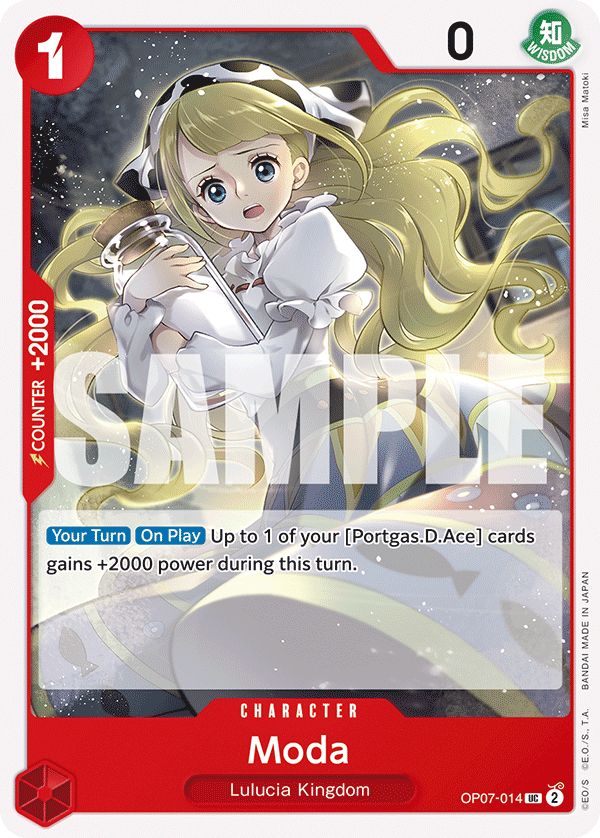 1
0
知
WISDOM
Misa Matoki
COUNTER +2000
SAMPLE
Your Turn On Play Up to 1 of your [Portgas.D.Ace] cards
gains +2000 power during this turn.
CHARACTER
Moda
Lulucia Kingdom
OP07-014 UC 2
©EO/S ©E.O./S., T.A. BANDAI MADE IN JAPAN